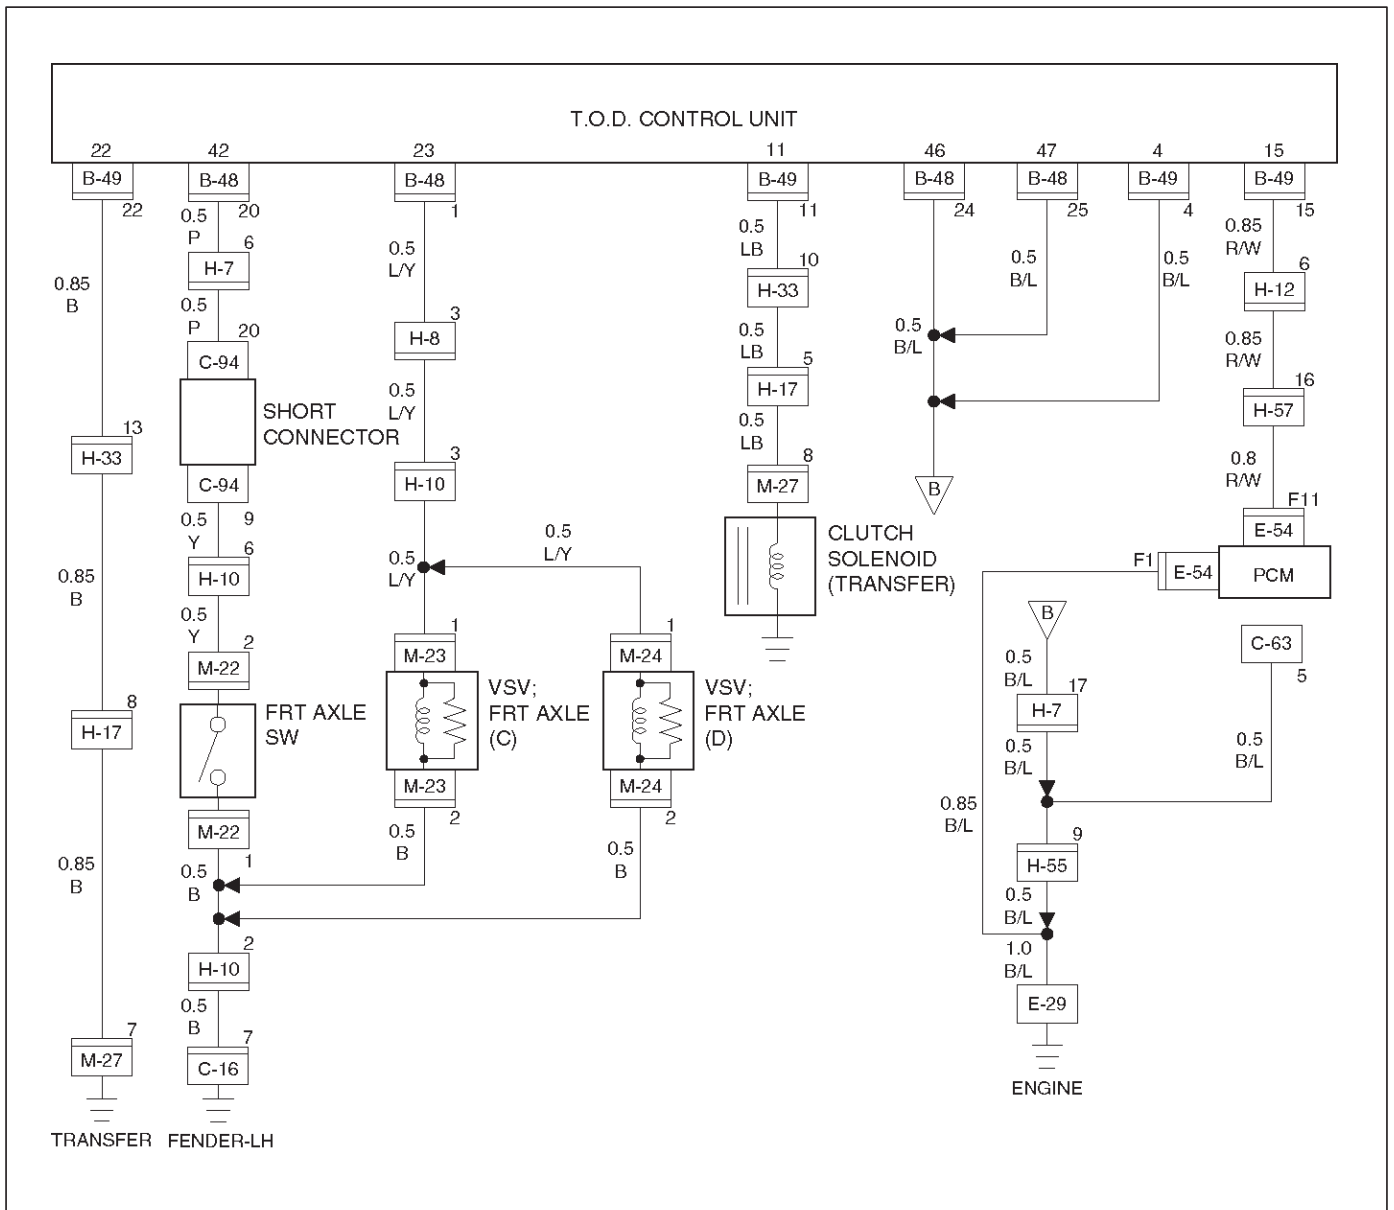 T.O.D. CONTROL UNIT
22 42 23 11 46 47 4 15
B-49 B-48 B-48 B-49 B-48 B-48 B-49 B-49
22 20 1 11 24 25 4 15
0.5
P
6
H-7
0.5
L/Y
0.5
LB
10
H-33
0.5
B/L
0.5
B/L
0.85
R/W
6
H-12
0.85
B
0.5
P
20
C-94
3
H-8
0.5
LB
5
H-17
0.5
B/L
0.85
R/W
16
H-57
SHORT
CONNECTOR
0.5
L/Y
0.5
LB
13
H-33
C-94
9
3
H-10
8
M-27
B
0.8
R/W
F11
E-54
0.5
Y
6
H-10
0.5
L/Y
0.5
L/Y
CLUTCH
SOLENOID
(TRANSFER)
F1
E-54
PCM
0.85
B
0.5
Y
2
M-22
1
M-23
1
M-24
B
C-63
5
0.5
B/L
17
H-7
8
H-17
FRT AXLE
SW
VSV;
FRT AXLE
(C)
VSV;
FRT AXLE
(D)
0.5
B/L
0.5
B/L
M-22
1
M-23
2
M-24
2
0.85
B/L
9
H-55
0.85
B
0.5
B
0.5
B
0.5
B
0.5
B/L
2
H-10
1.0
B/L
E-29
0.5
B
7
M-27
7
C-16
ENGINE
TRANSFER FENDER-LH